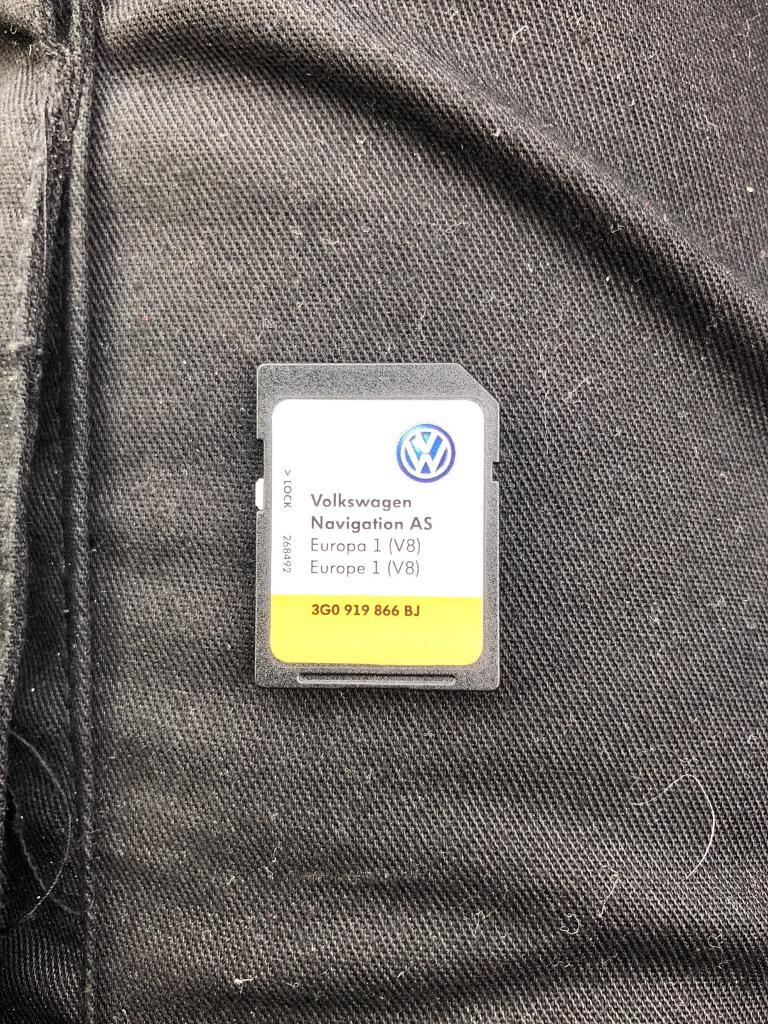 > LOCK
268492
Volkswagen
Navigation AS
Europa 1 (V8)
Europe 1 (V8)
3G0 919 866 BJ